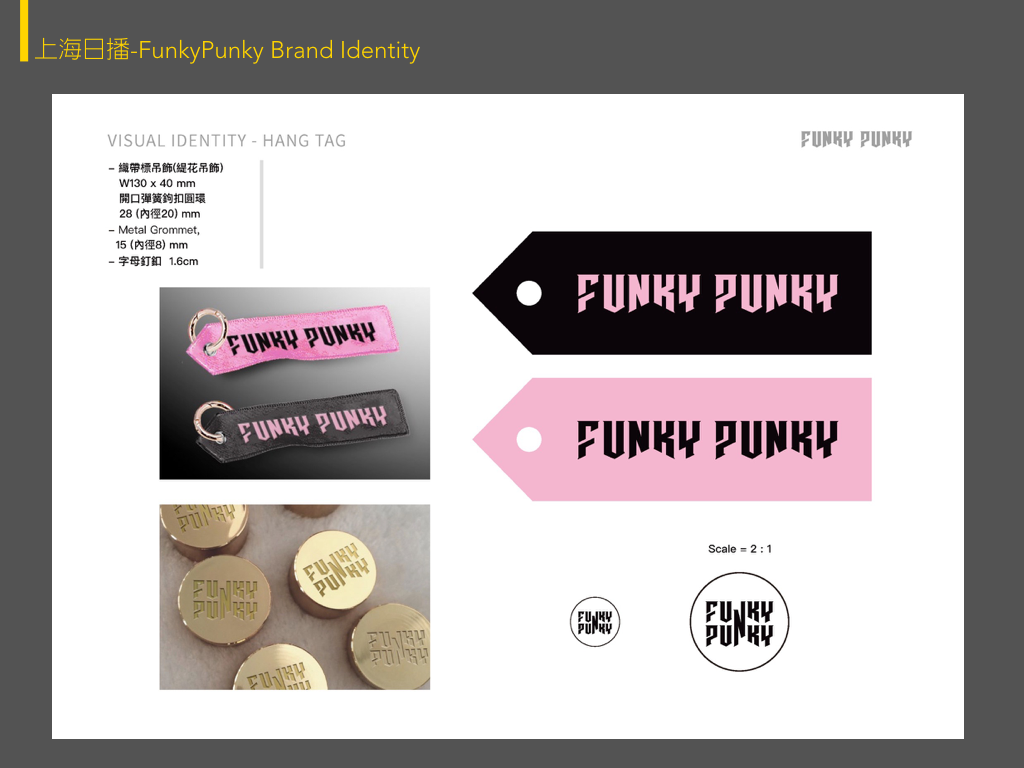 上海日播-FunkyPunky Brand Identity
VISUAL IDENTITY - HANG TAG
FUNKY PUNKY
– 織帶標吊飾(緹花吊飾)
W130 x 40 mm
開口彈簧鉤扣圓環
28 (內徑20) mm
– Metal Grommet,
15 (內徑8) mm
– 字母釘釦 1.6cm
FUNKY PUNKY
FUNKY PUNKY
FUNKY PUNKY
FUNKY PUNKY
Scale = 2 : 1
FUNKY
PUNKY
FUNKY
PUNKY
FUNKY
PUNKY
FUNKY
PUNKY
FUNKY
PUNKY
FUNKY
PUNKY
FUNKY